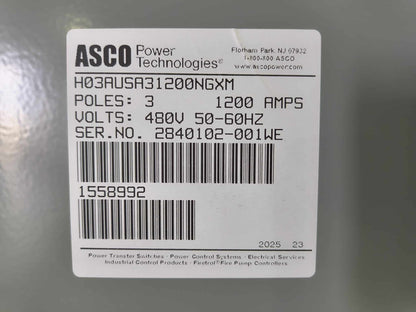 ASCO Power Technologies®
Florham Park, NJ 07932
1-800-800 ASCO
www.ascopower.com
H03AUSA31200NGXM
POLES: 3 1200 AMPS
VOLTS: 480V 50-60HZ
SER.NO. 2840102-001WE
1558992
2025 23
Power Transfer Switches · Power Control Systems · Electrical Services
Industrial Control Products · Firetrol® Fire Pump Controllers